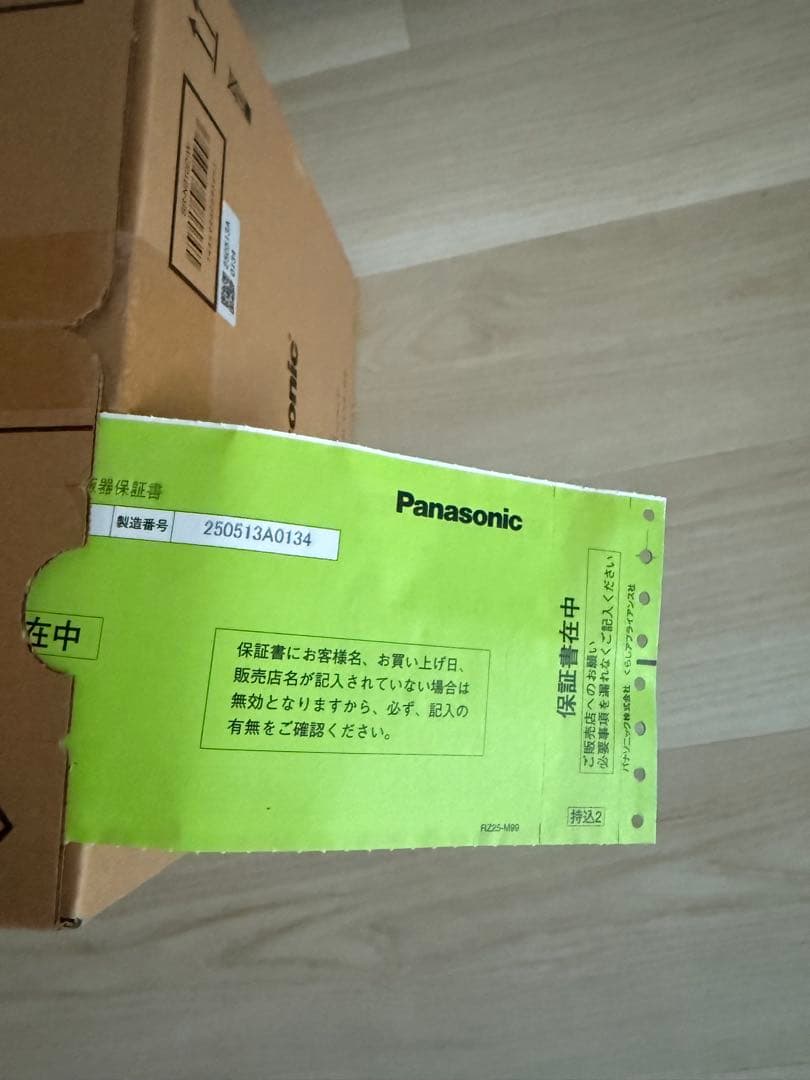 250513A
0134
onic
器保証書
Panasonic
製造番号
250513A0134
在中
保証書にお客様名、お買い上げ日、
販売店名が記入されていない場合は
無効となりますから、必ず、記入の
有無をご確認ください。
RZ25-M99
保証書在中
ご販売店へのお願い
必要事項を漏れなくご記入ください
パナソニック株式会社 くらしアプライアンス社
持込2